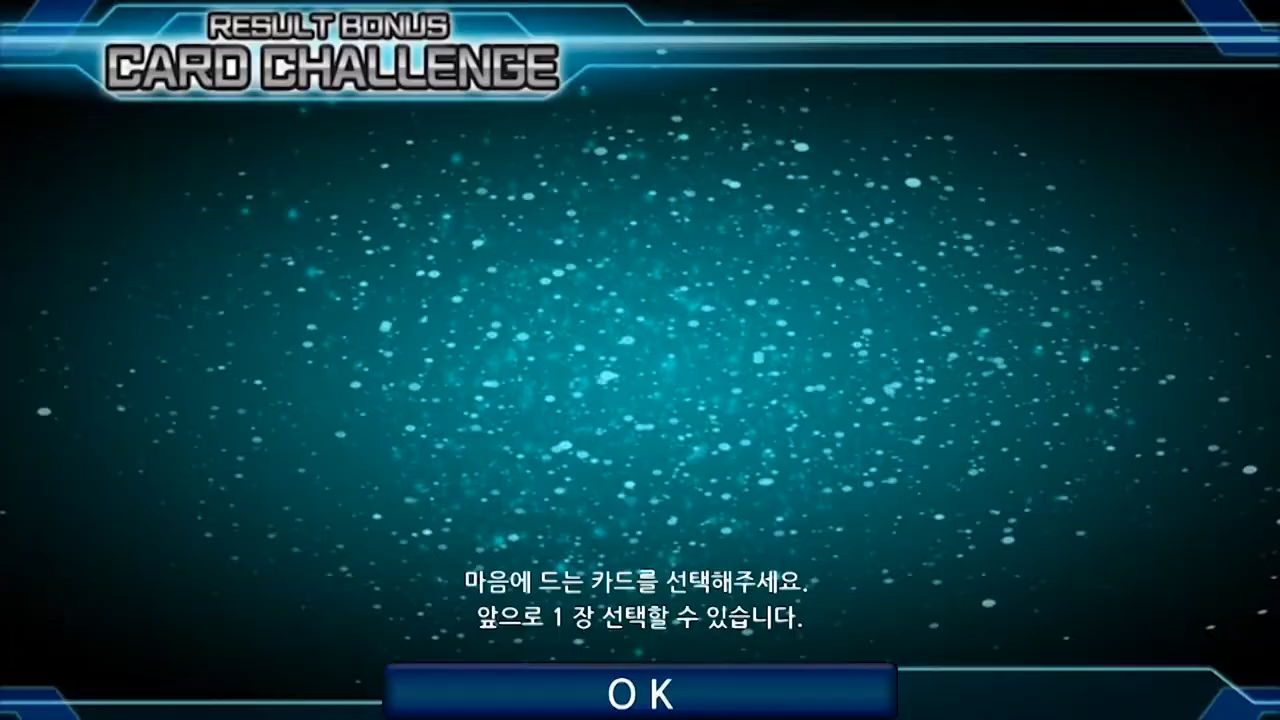 RESULT BONUS
CARD CHALLENGE
마음에 드는 카드를 선택해주세요.
앞으로 1 장 선택할 수 있습니다.
OK